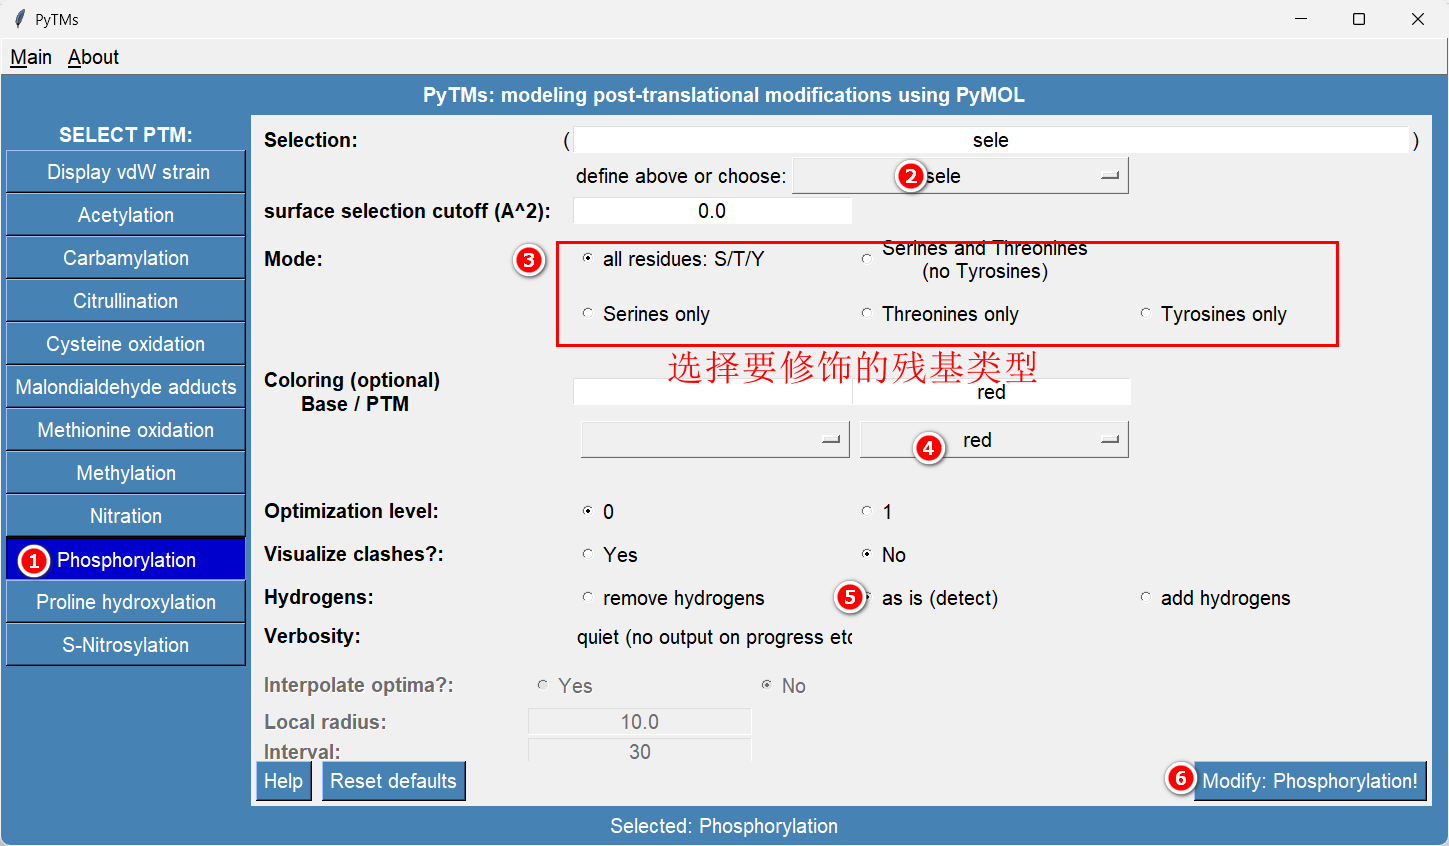 PyTMs
Main About
PyTMs: modeling post-translational modifications using PyMOL
SELECT PTM:
Display vdW strain
Acetylation
Carbamylation
Citrullination
Cysteine oxidation
Malondialdehyde adducts
Methionine oxidation
Methylation
Nitration
1 Phosphorylation
Proline hydroxylation
S-Nitrosylation
Selection: ( sele )
define above or choose: 2 sele
surface selection cutoff (A^2): 0.0
Mode: 3 all residues: S/T/Y Serines and Threonines
(no Tyrosines)
Serines only Threonines only Tyrosines only
选择要修饰的残基类型
Coloring (optional)
Base / PTM red
4 red
Optimization level: 0 1
Visualize clashes?: Yes No
Hydrogens: remove hydrogens 5 as is (detect) add hydrogens
Verbosity: quiet (no output on progress etc
Interpolate optima?: Yes No
Local radius: 10.0
Interval: 30
Help Reset defaults 6 Modify: Phosphorylation!
Selected: Phosphorylation